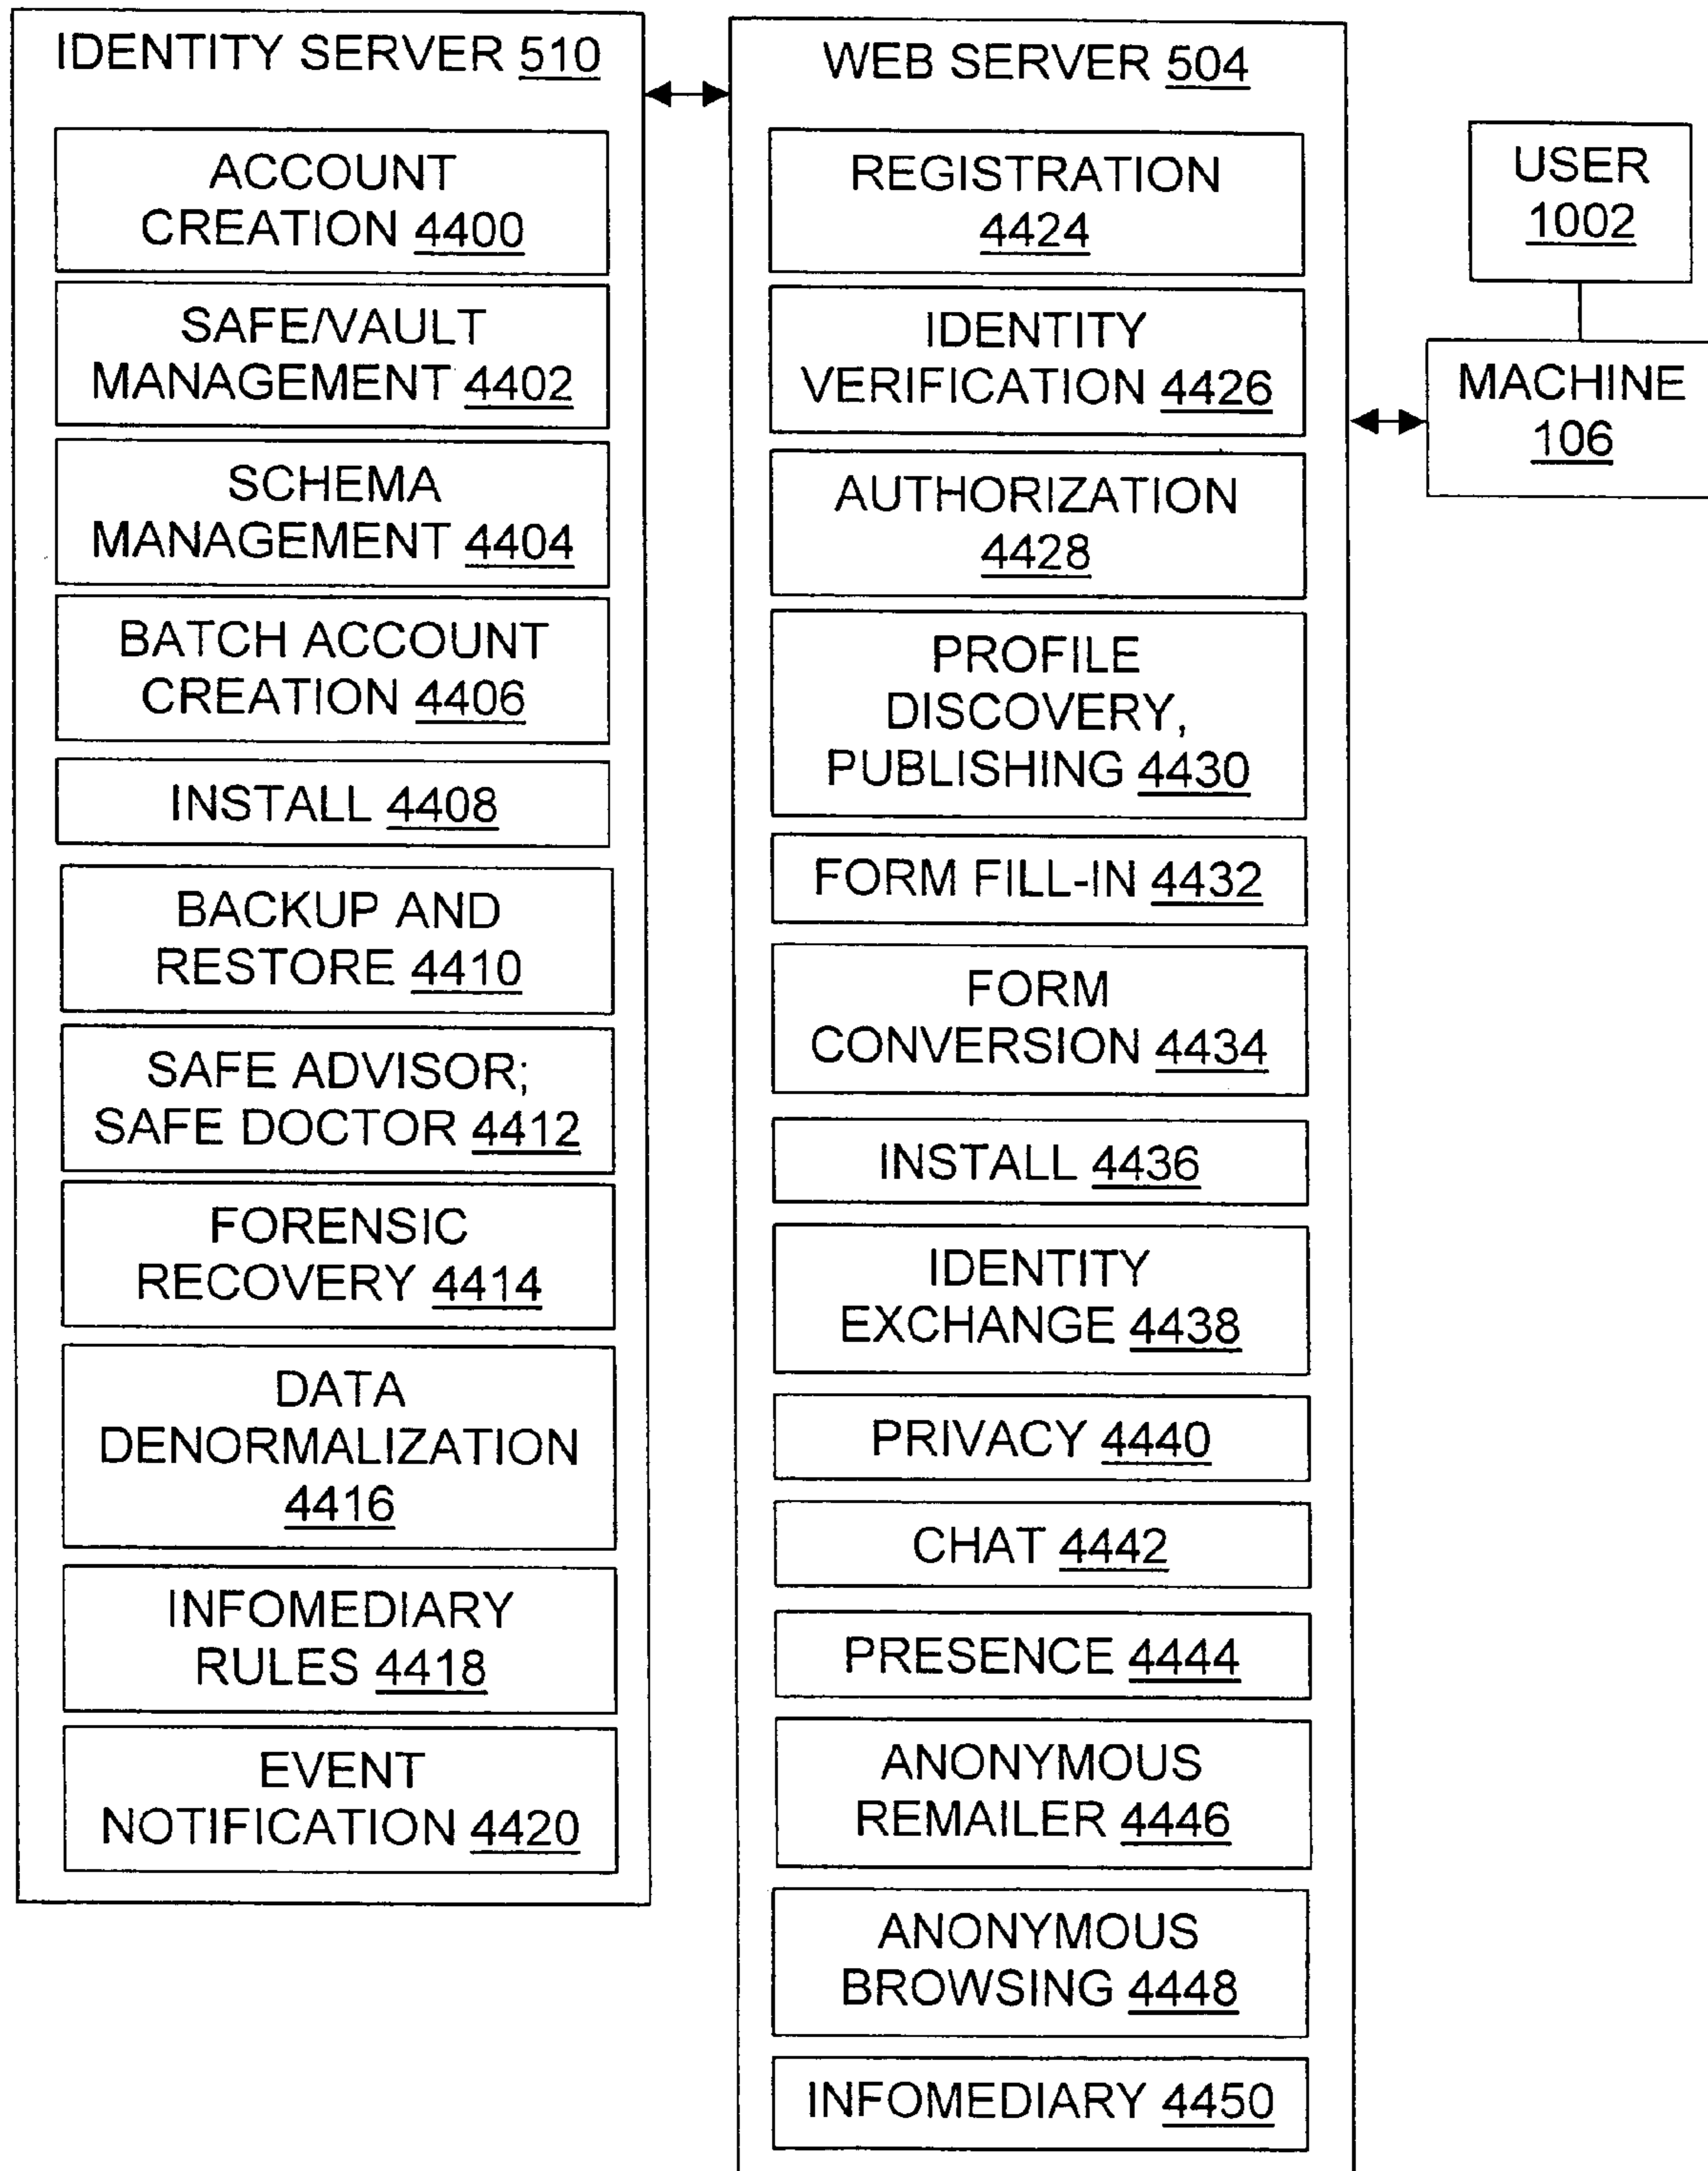 IDENTITY SERVER 510
ACCOUNT
CREATION 4400
SAFE/VAULT
MANAGEMENT 4402
SCHEMA
MANAGEMENT 4404
BATCH ACCOUNT
CREATION 4406
INSTALL 4408
BACKUP AND
RESTORE 4410
SAFE ADVISOR;
SAFE DOCTOR 4412
FORENSIC
RECOVERY 4414
DATA
DENORMALIZATION
4416
INFOMEDIARY
RULES 4418
EVENT
NOTIFICATION 4420
WEB SERVER 504
REGISTRATION
4424
IDENTITY
VERIFICATION 4426
AUTHORIZATION
4428
PROFILE
DISCOVERY,
PUBLISHING 4430
FORM FILL-IN 4432
FORM
CONVERSION 4434
INSTALL 4436
IDENTITY
EXCHANGE 4438
PRIVACY 4440
CHAT 4442
PRESENCE 4444
ANONYMOUS
REMAILER 4446
ANONYMOUS
BROWSING 4448
INFOMEDIARY 4450
USER
1002
MACHINE
106